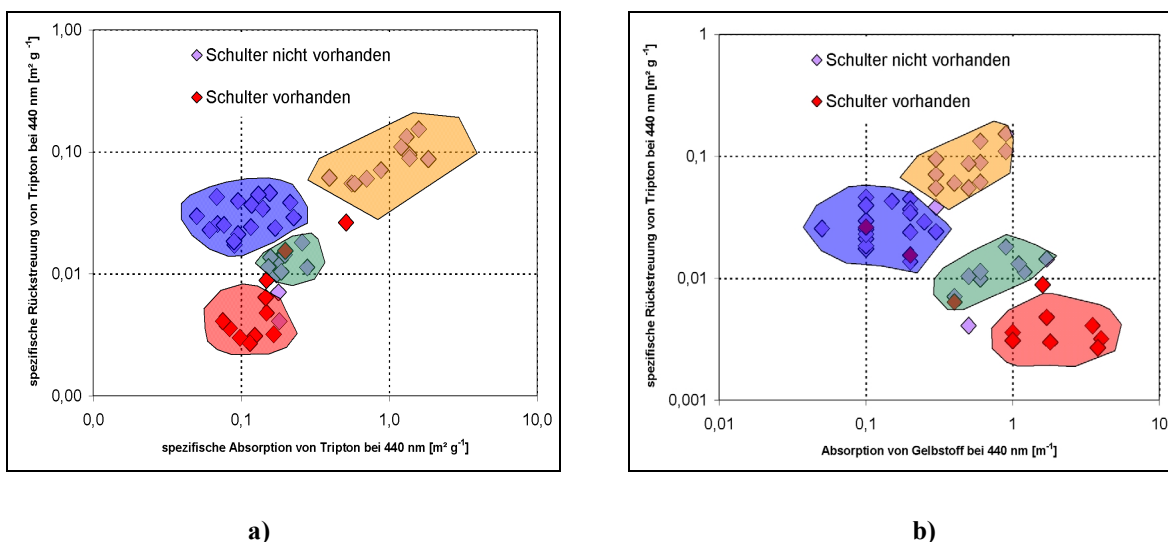 spezifische Rückstreuung von Tripton bei 440 nm [m² g⁻¹]
1,00
0,10
0,01
0,00
Schulter nicht vorhanden
Schulter vorhanden
0,0
0,1
1,0
10,0
spezifische Absorption von Tripton bei 440 nm [m² g⁻¹]
a)
spezifische Rückstreuung von Tripton bei 440 nm [m² g⁻¹]
1
0,1
0,01
0,001
Schulter nicht vorhanden
Schulter vorhanden
0,01
0,1
1
10
Absorption von Gelbstoff bei 440 nm [m⁻¹]
b)